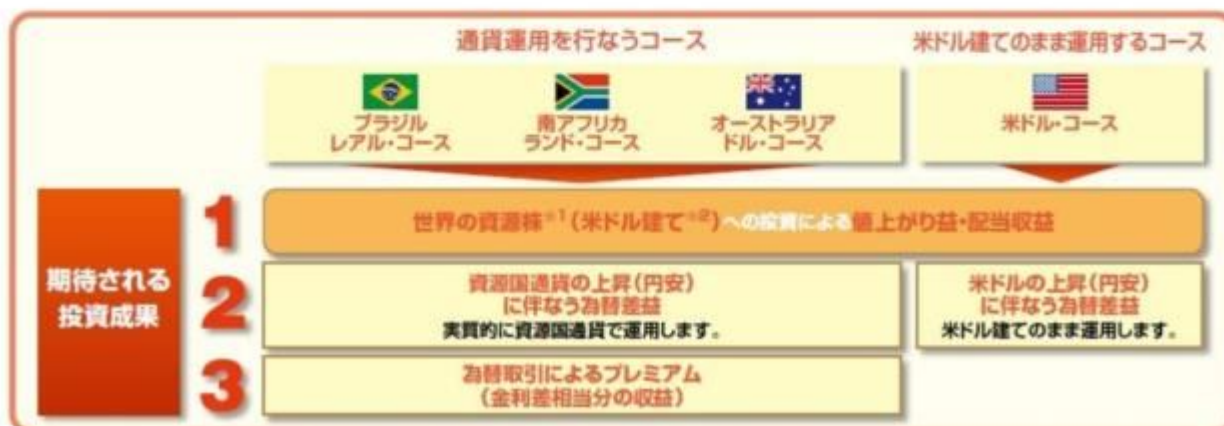 通貨運用を行なうコース
米ドル建てのまま運用するコース
ブラジル
レアル・コース
南アフリカ
ランド・コース
オーストラリア
ドル・コース
米ドル・コース
期待される
投資成果
1
世界の資源株※1(米ドル建て※2)への投資による値上がり益・配当収益
2
資源国通貨の上昇(円安)
に伴なう為替差益
実質的に資源国通貨で運用します。
米ドルの上昇(円安)
に伴なう為替差益
米ドル建てのまま運用します。
3
為替取引によるプレミアム
(金利差相当分の収益)